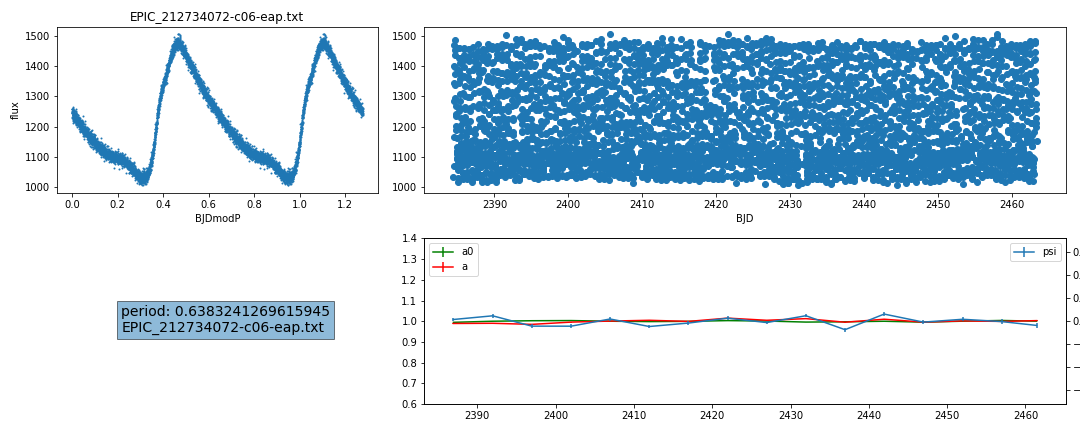 EPIC_212734072-c06-eap.txt
1500
1400
1300
1200
1100
1000
flux
0.0 0.2 0.4 0.6 0.8 1.0 1.2
BJDmodP
1500
1400
1300
1200
1100
1000
2390 2400 2410 2420 2430 2440 2450 2460
BJD
period: 0.6383241269615945
EPIC_212734072-c06-eap.txt
1.4
1.3
1.2
1.1
1.0
0.9
0.8
0.7
0.6
a0
a
psi
2390 2400 2410 2420 2430 2440 2450 2460